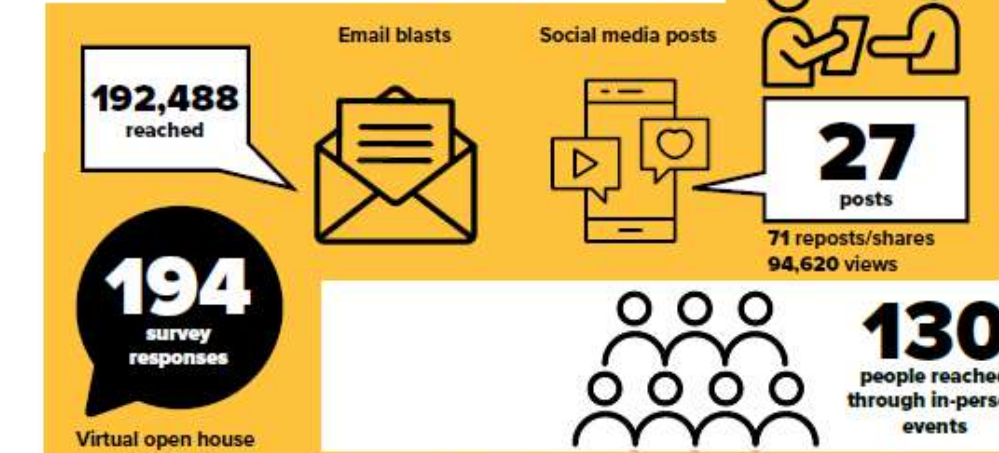 Email blasts
Social media posts
192,488
reached
27
posts
71 reposts/shares
94,620 views
194
survey
responses
130
people
through
events
Virtual open house